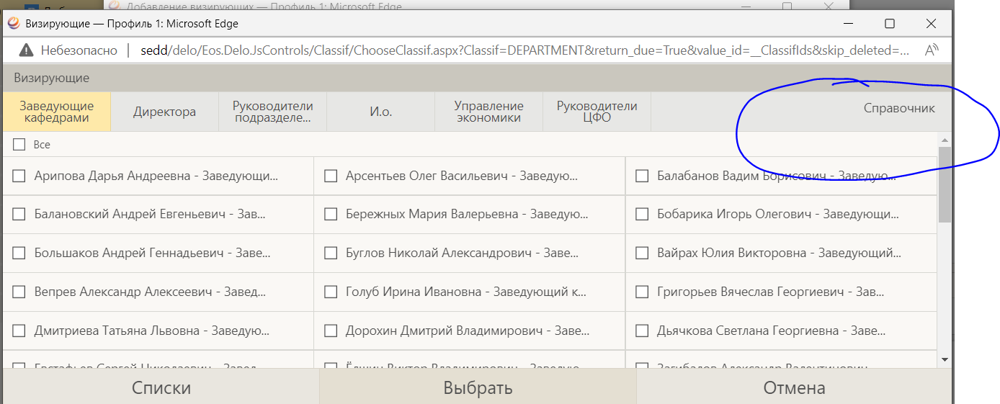 Добавление визирующих — Профиль 1: Microsoft Edge
Визирующие — Профиль 1: Microsoft Edge
Небезопасно | sedd/delo/Eos.Delo.JsControls/Classif/ChooseClassif.aspx?Classif=DEPARTMENT&return_due=True&value_id=__ClassifIds&skip_deleted=... A
Визирующие
Заведующие кафедрами
Директора
Руководители подразделе...
И.о.
Управление экономики
Руководители ЦФО
Справочник
Все
Арипова Дарья Андреевна - Заведующи... Арсентьев Олег Васильевич - Заведую... Балабанов Вадим Борисович - Заведую...
Балановский Андрей Евгеньевич - Зав... Бережных Мария Валерьевна - Заведую... Бобарика Игорь Олегович - Заведующи...
Большаков Андрей Геннадьевич - Заве... Буглов Николай Александрович - Заве... Вайрах Юлия Викторовна - Заведующий...
Вепрев Александр Алексеевич - Завед... Голуб Ирина Ивановна - Заведующий к... Григорьев Вячеслав Георгиевич - Зав...
Дмитриева Татьяна Львовна - Заведую... Дорохин Дмитрий Владимирович - Заве... Дьячкова Светлана Георгиевна - Заве...
Евстафьев Сергей Николаевич - Завед... Ёлшин Виктор Владимирович - Заведую... Загибалов Александр Валентинович -
Списки Выбрать Отмена